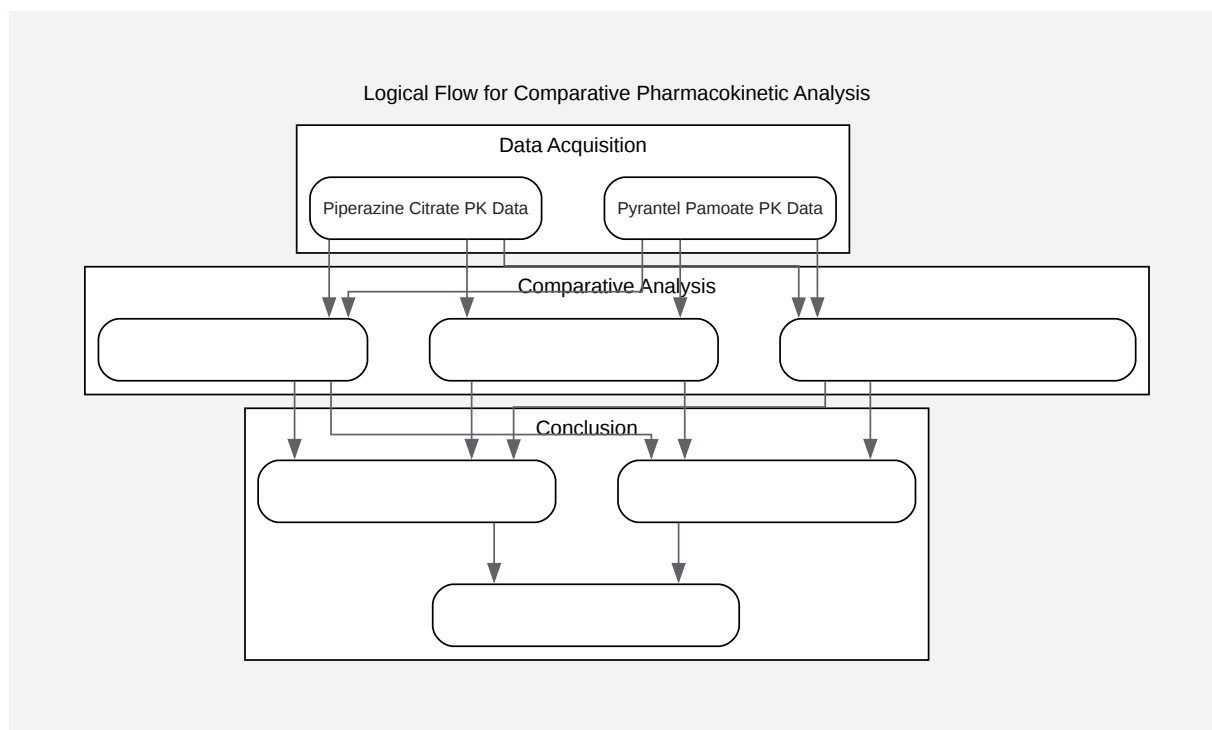 Logical Flow for Comparative Pharmacokinetic Analysis
Data Acquisition
Piperazine Citrate PK Data
Pyrantel Pamoate PK Data
Comparative Analysis
Conclusion